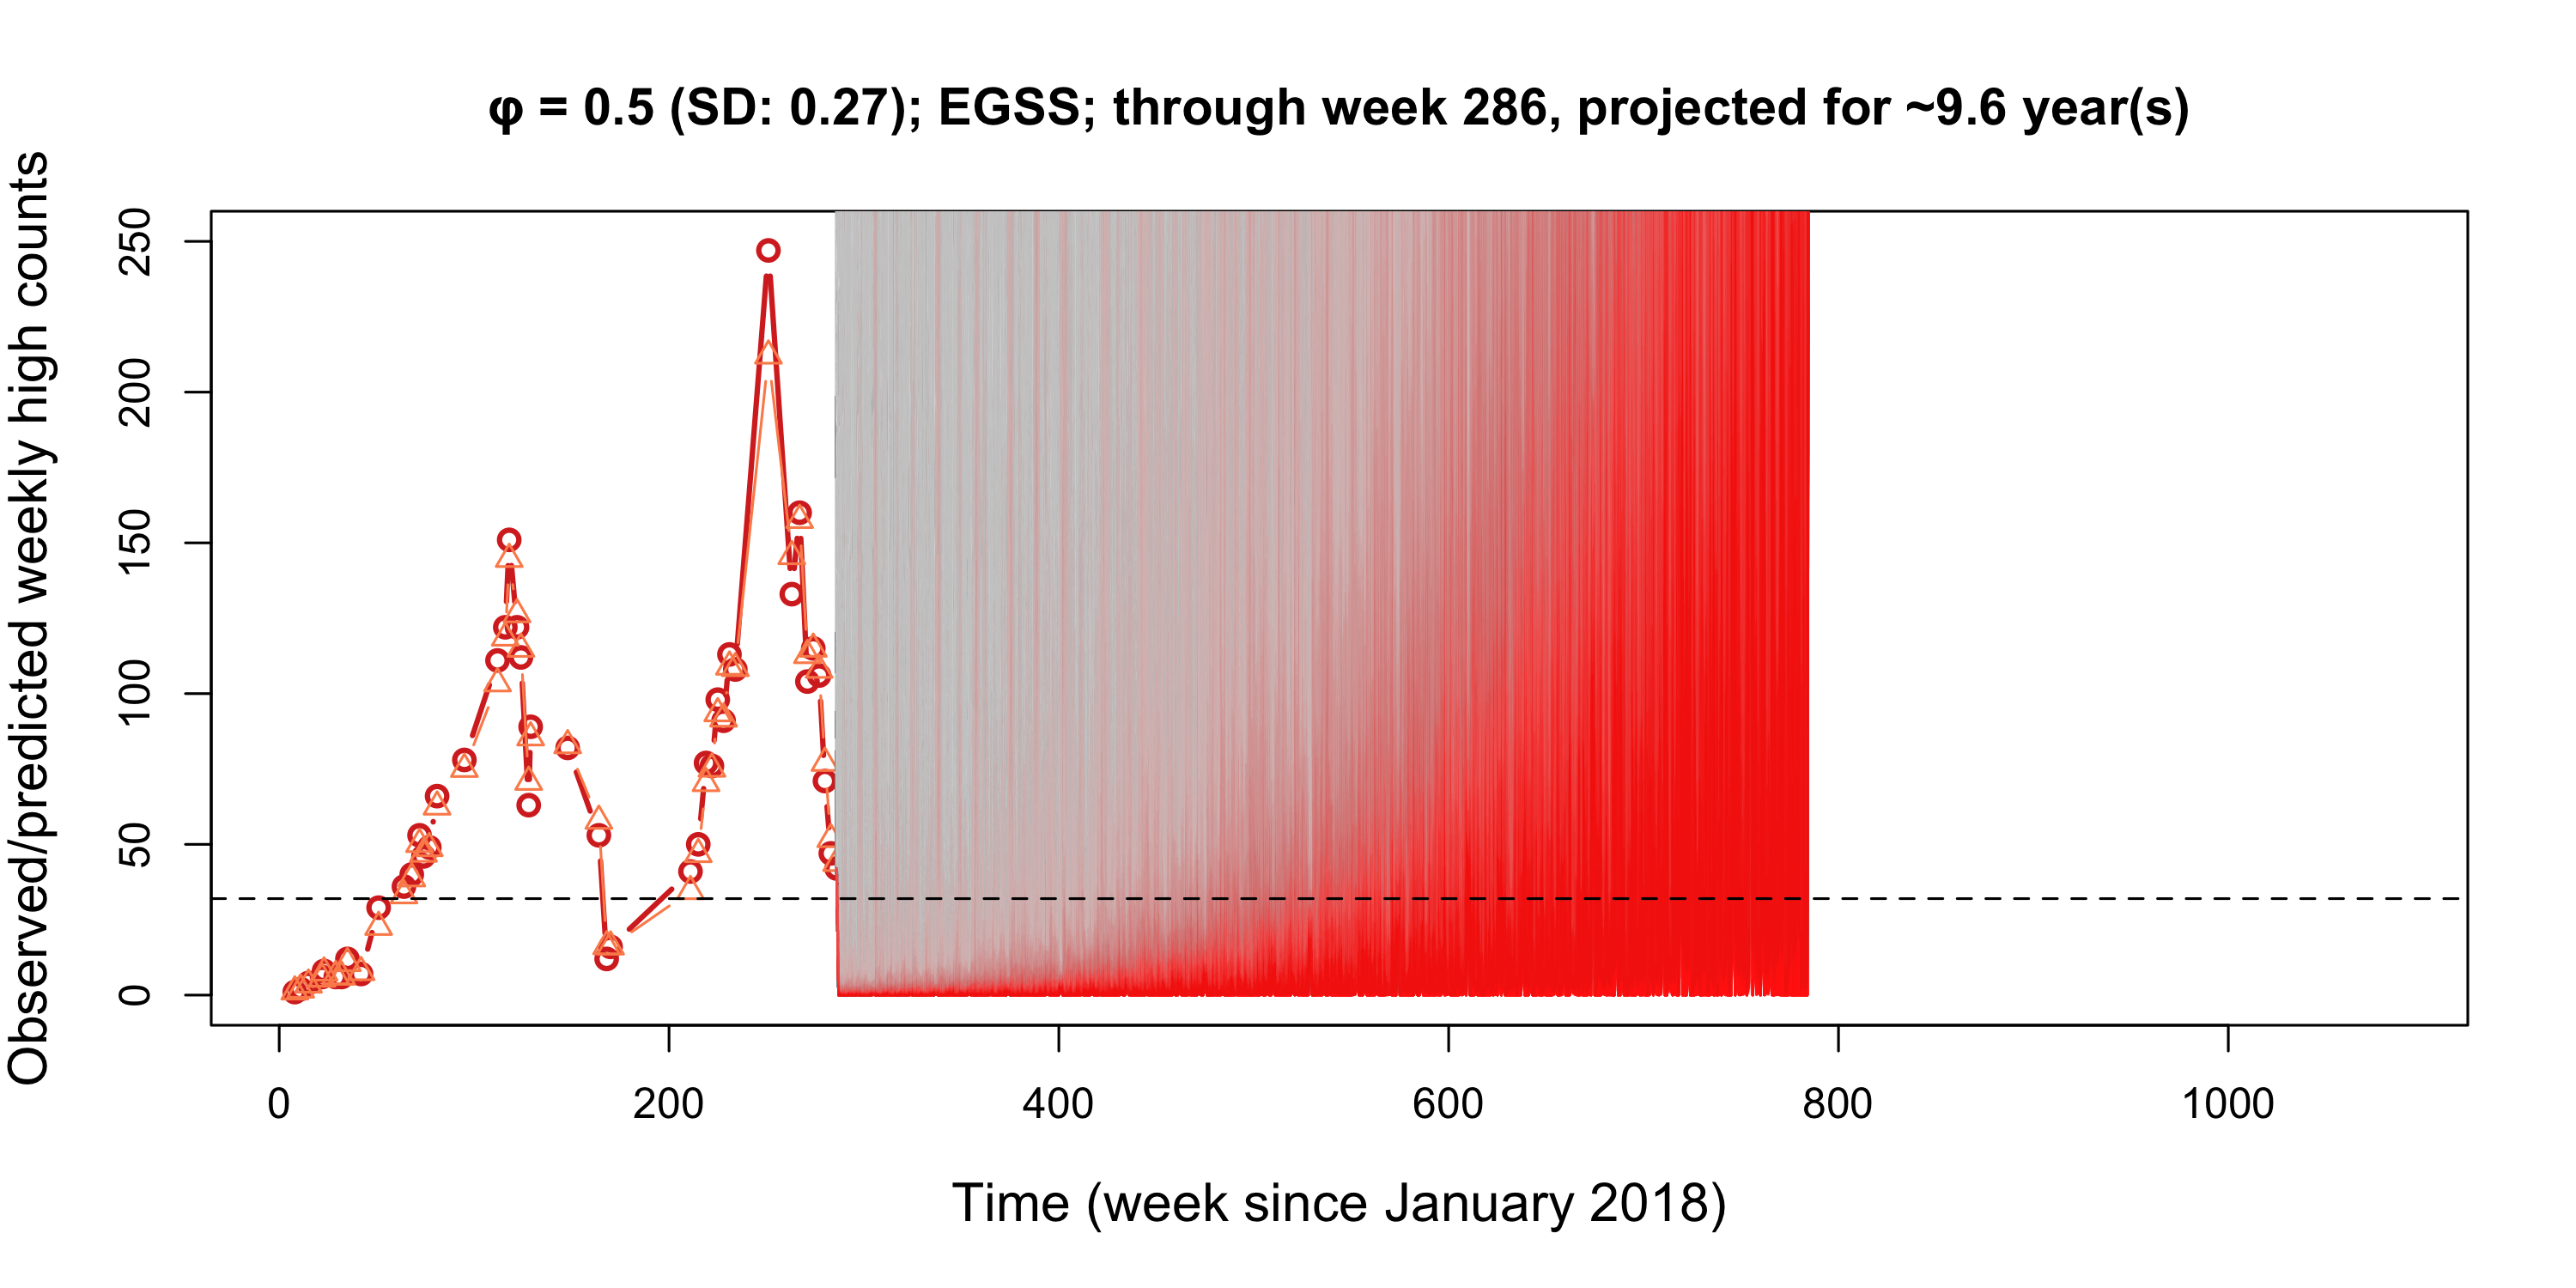 φ = 0.5 (SD: 0.27); EGSS; through week 286, projected for ~9.6 year(s)
Observed/predicted weekly high counts
250
200
150
100
50
0
0 200 400 600 800 1000
Time (week since January 2018)